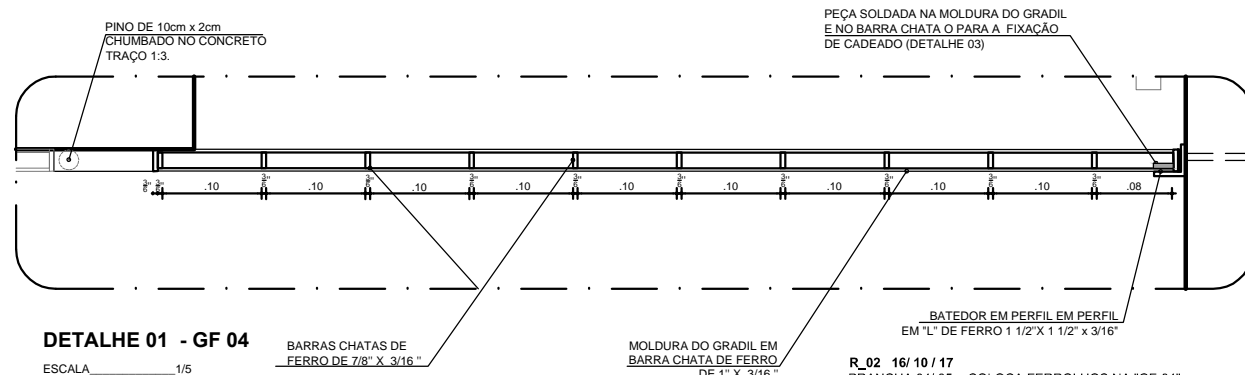 PINO DE 10cm x 2cm
CHUMBADO NO CONCRETO
TRAÇO 1:3.
PEÇA SOLDADA NA MOLDURA DO GRADIL
E NO BARRA CHATA O PARA A FIXAÇÃO
DE CADEADO (DETALHE 03)
.10 .10 .10 .10 .10 .10 .10 .10 .10 .08
BATEDOR EM PERFIL EM PERFIL
EM "L" DE FERRO 1 1/2"X 1 1/2" x 3/16"
DETALHE 01 - GF 04
ESCALA 1/5
BARRAS CHATAS DE
FERRO DE 7/8" X 3/16 "
MOLDURA DO GRADIL EM
BARRA CHATA DE FERRO
DE 1" X 3/16 "
R_02 16/ 10 / 17